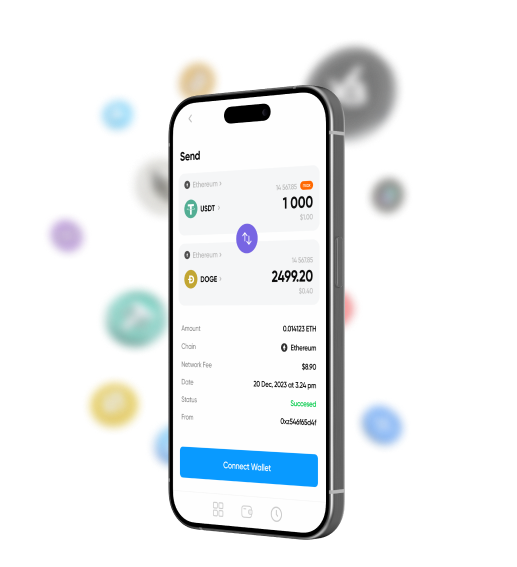 Send
Ethereum
14 567.85
USDT
1 000
$1.00
Ethereum
14 567.85
DOGE
2499.20
$0.40
Amount 0.014123 ETH
Chain Ethereum
Network Fee $8.90
Date 20 Dec, 2023 at 3.24 pm
Status Succesed
From 0xz546f65d4f
Connect Wallet